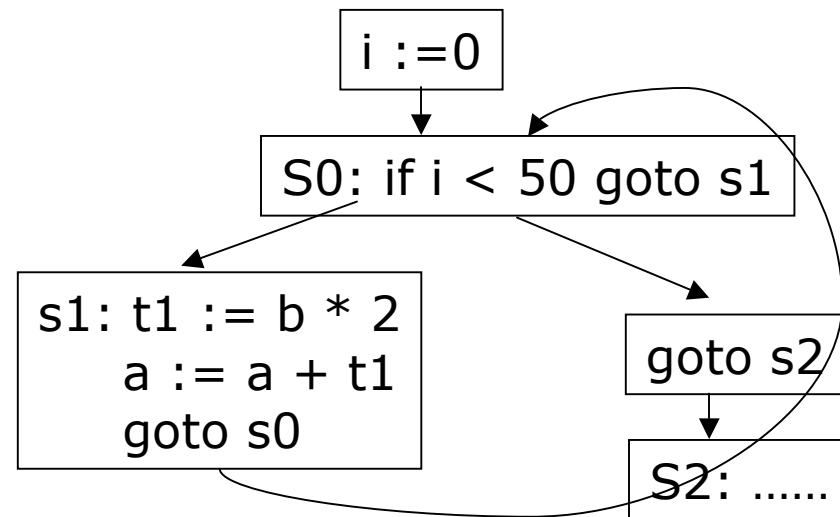 i :=0
S0: if i < 50 goto s1
s1: t1 := b * 2
a := a + t1
goto s0
goto s2
S2: ......